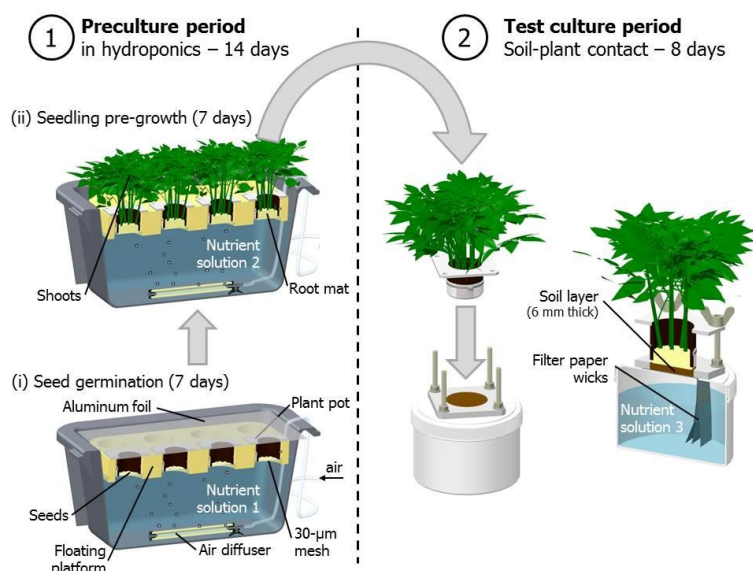 1
Preculture period
in hydroponics – 14 days
2
Test culture period
Soil-plant contact – 8 days
(ii) Seedling pre-growth (7 days)
Nutrient
solution 2
Shoots
Root mat
Soil layer
(6 mm thick)
Filter paper
wicks
Nutrient
solution 3
(i) Seed germination (7 days)
Aluminum foil
Plant pot
air
Nutrient
solution 1
Seeds
Floating
platform
Air diffuser
30-µm
mesh